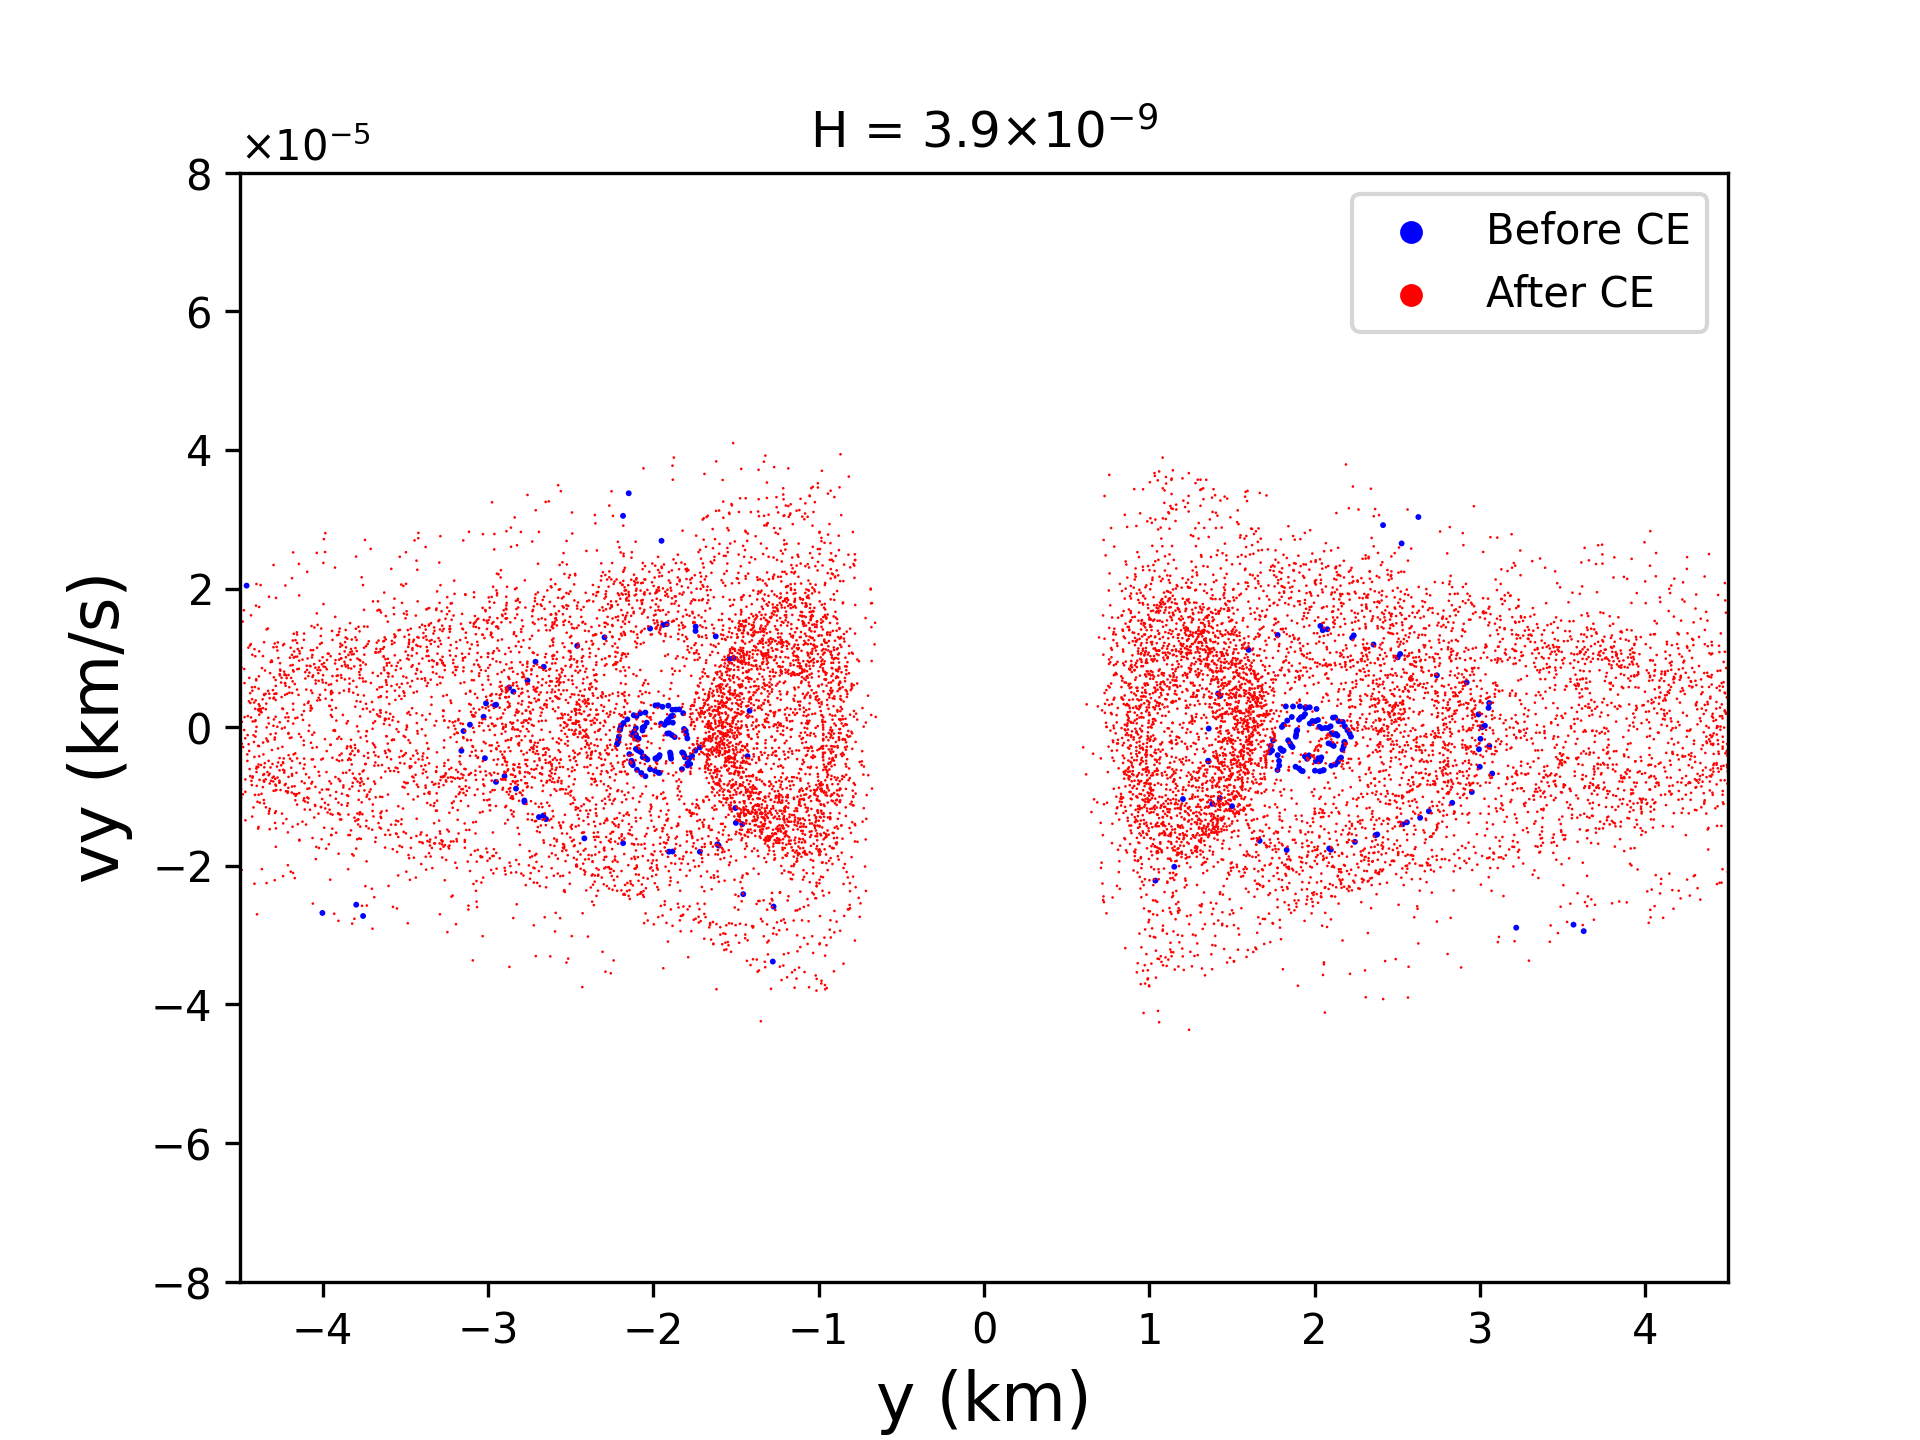 H = 3.9×10⁻⁹
×10⁻⁵
Before CE
After CE
8
6
4
2
0
−2
−4
−6
−8
vy (km/s)
−4 −3 −2 −1 0 1 2 3 4
y (km)